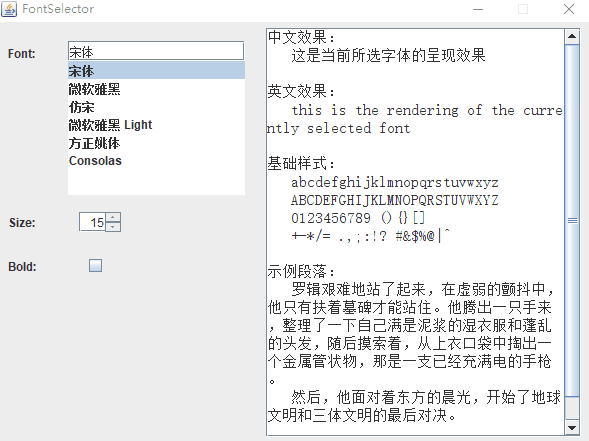 FontSelector
Font:
宋体
宋体
微软雅黑
仿宋
微软雅黑 Light
方正姚体
Consolas
Size:
15
Bold:
中文效果：
这是当前所选字体的呈现效果
英文效果：
this is the rendering of the curre
ntly selected font
基础样式：
abcdefghijklmnopqrstuvwxyz
ABCDEFGHIJKLMNOPQRSTUVWXYZ
0123456789 (){}[]
+-*/= .,;:!? #&$%@|^
示例段落：
罗辑艰难地站了起来，在虚弱的颤抖中，
他只有扶着墓碑才能站住。他腾出一只手来
，整理了一下自己满是泥浆的湿衣服和蓬乱
的头发，随后摸索着，从上衣口袋中掏出一
个金属管状物，那是一支已经充满电的手枪
。
然后，他面对着东方的晨光，开始了地球
文明和三体文明的最后对决。